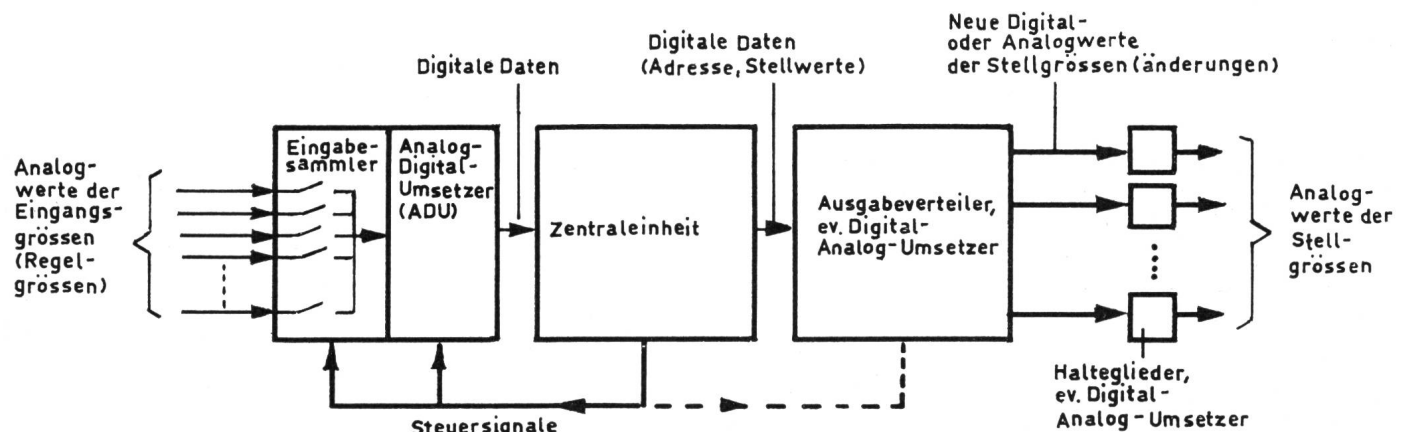 Neue Digital-
oder Analogwerte
der Stellgrössen (änderungen)
Digitale Daten
(Adresse, Stellwerte)
Digitale Daten
Analog-
werte der
Eingangs-
grössen
(Regel-
grössen)
Eingabe-
sammler
Analog-
Digital-
Umsetzer
(ADU)
Zentraleinheit
Ausgabeverteiler,
ev. Digital-
Analog-Umsetzer
Analog-
werte der
Stell-
grössen
Halteglieder,
ev. Digital-
Analog-Umsetzer
Steuersignale